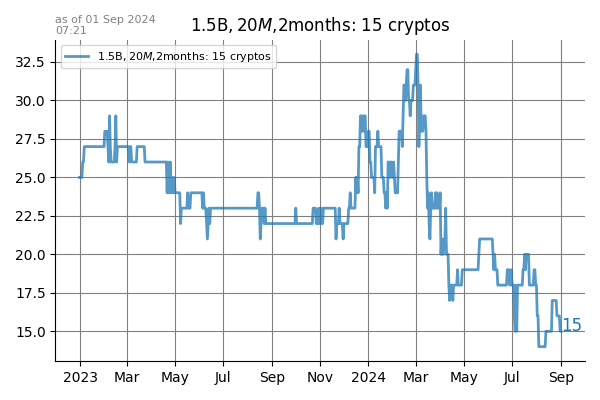 as of 01 Sep 2024
07:21
1.5B, 20M,2months: 15 cryptos
1.5B, 20M,2months: 15 cryptos
32.5
30.0
27.5
25.0
22.5
20.0
17.5
15.0
15
2023 Mar May Jul Sep Nov 2024 Mar May Jul Sep